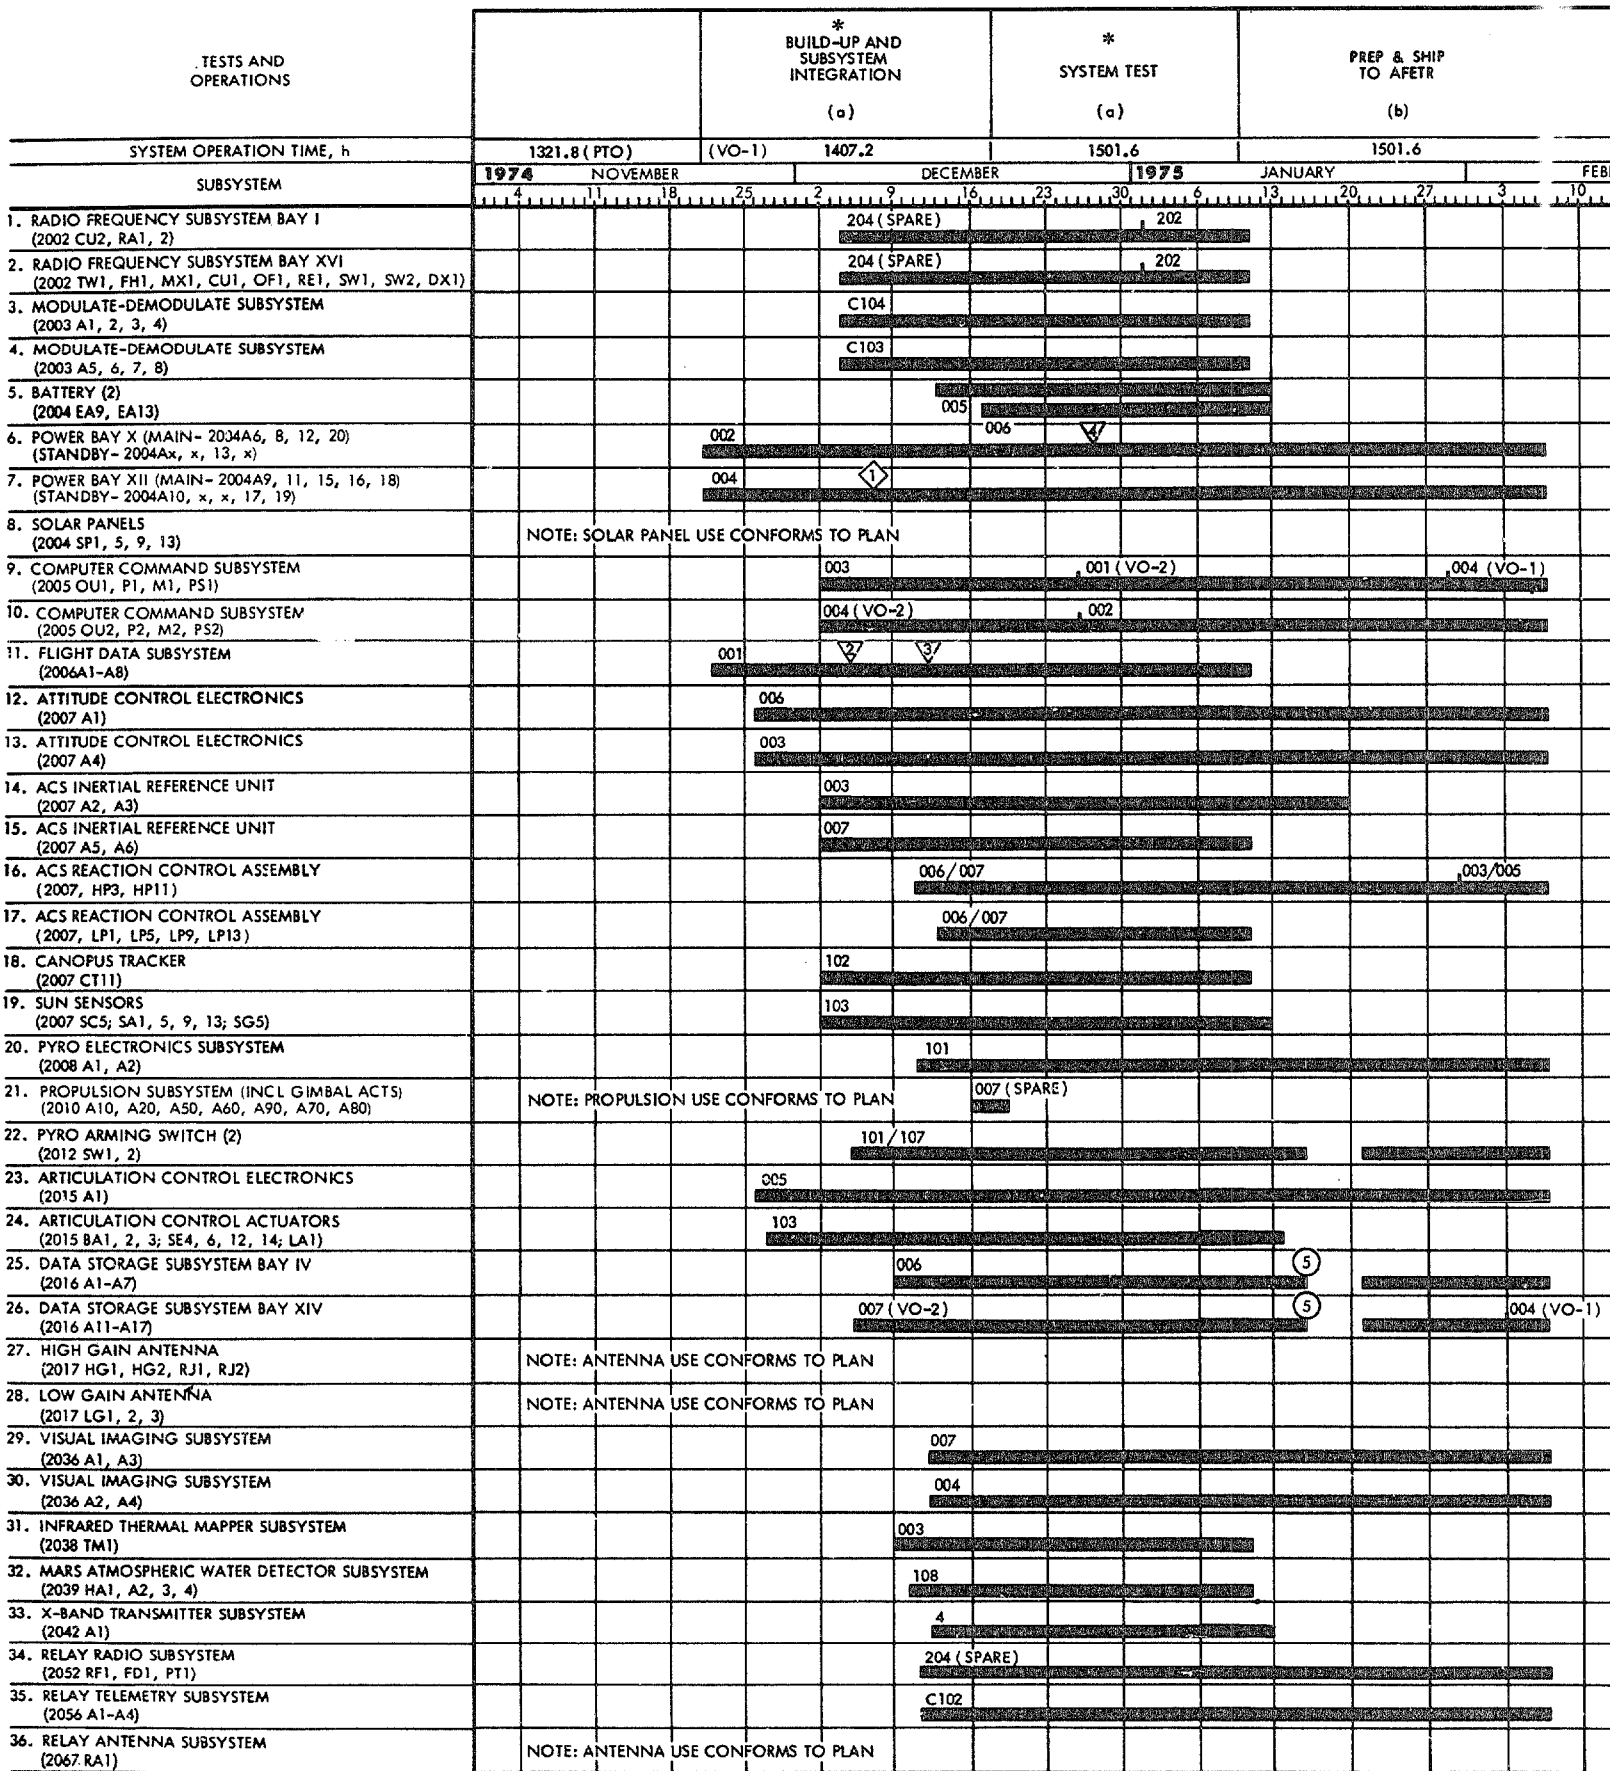 TESTS AND
OPERATIONS
*
BUILD-UP AND
SUBSYSTEM
INTEGRATION
(a)
*
SYSTEM TEST
(a)
PREP & SHIP
TO AFETR
(b)
SYSTEM OPERATION TIME, h
1321.8 (PTO)
(VO-1) 1407.2
1501.6
1501.6
SUBSYSTEM
1974 NOVEMBER DECEMBER 1975 JANUARY FEB
4 11 18 25 2 9 16 23 30 6 13 20 27 3 10
1. RADIO FREQUENCY SUBSYSTEM BAY I
(2002 CU2, RA1, 2)
204 (SPARE) 202
2. RADIO FREQUENCY SUBSYSTEM BAY XVI
(2002 TW1, FH1, MX1, CU1, OF1, RE1, SW1, SW2, DX1)
204 (SPARE) 202
3. MODULATE-DEMODULATE SUBSYSTEM
(2003 A1, 2, 3, 4)
C104
4. MODULATE-DEMODULATE SUBSYSTEM
(2003 A5, 6, 7, 8)
C103
5. BATTERY (2)
(2004 EA9, EA13)
005
006
6. POWER BAY X (MAIN- 2004A6, 8, 12, 20)
(STANDBY- 2004Ax, x, 13, x)
002 4
7. POWER BAY XII (MAIN- 2004A9, 11, 15, 16, 18)
(STANDBY- 2004A10, x, x, 17, 19)
004 1
8. SOLAR PANELS
(2004 SP1, 5, 9, 13)
NOTE: SOLAR PANEL USE CONFORMS TO PLAN
9. COMPUTER COMMAND SUBSYSTEM
(2005 OU1, P1, M1, PS1)
003 001 (VO-2) 004 (VO-1)
10. COMPUTER COMMAND SUBSYSTEM
(2005 OU2, P2, M2, PS2)
004 (VO-2) 002
11. FLIGHT DATA SUBSYSTEM
(2006A1-A8)
001 2 3
12. ATTITUDE CONTROL ELECTRONICS
(2007 A1)
006
13. ATTITUDE CONTROL ELECTRONICS
(2007 A4)
003
14. ACS INERTIAL REFERENCE UNIT
(2007 A2, A3)
003
15. ACS INERTIAL REFERENCE UNIT
(2007 A5, A6)
007
16. ACS REACTION CONTROL ASSEMBLY
(2007, HP3, HP11)
006/007 003/005
17. ACS REACTION CONTROL ASSEMBLY
(2007, LP1, LP5, LP9, LP13)
006/007
18. CANOPUS TRACKER
(2007 CT11)
102
19. SUN SENSORS
(2007 SC5; SA1, 5, 9, 13; SG5)
103
20. PYRO ELECTRONICS SUBSYSTEM
(2008 A1, A2)
101
21. PROPULSION SUBSYSTEM (INCL GIMBAL ACTS)
(2010 A10, A20, A50, A60, A90, A70, A80)
NOTE: PROPULSION USE CONFORMS TO PLAN
007 (SPARE)
22. PYRO ARMING SWITCH (2)
(2012 SW1, 2)
101/107
23. ARTICULATION CONTROL ELECTRONICS
(2015 A1)
005
24. ARTICULATION CONTROL ACTUATORS
(2015 BA1, 2, 3; SE4, 6, 12, 14; LA1)
103
25. DATA STORAGE SUBSYSTEM BAY IV
(2016 A1-A7)
006 5
26. DATA STORAGE SUBSYSTEM BAY XIV
(2016 A11-A17)
007 (VO-2) 5 004 (VO-1)
27. HIGH GAIN ANTENNA
(2017 HG1, HG2, RJ1, RJ2)
NOTE: ANTENNA USE CONFORMS TO PLAN
28. LOW GAIN ANTENNA
(2017 LG1, 2, 3)
NOTE: ANTENNA USE CONFORMS TO PLAN
29. VISUAL IMAGING SUBSYSTEM
(2036 A1, A3)
007
30. VISUAL IMAGING SUBSYSTEM
(2036 A2, A4)
004
31. INFRARED THERMAL MAPPER SUBSYSTEM
(2038 TM1)
003
32. MARS ATMOSPHERIC WATER DETECTOR SUBSYSTEM
(2039 HA1, A2, 3, 4)
108
33. X-BAND TRANSMITTER SUBSYSTEM
(2042 A1)
4
34. RELAY RADIO SUBSYSTEM
(2052 RF1, FD1, PT1)
204 (SPARE)
35. RELAY TELEMETRY SUBSYSTEM
(2056 A1-A4)
C102
36. RELAY ANTENNA SUBSYSTEM
(2067 RA1)
NOTE: ANTENNA USE CONFORMS TO PLAN